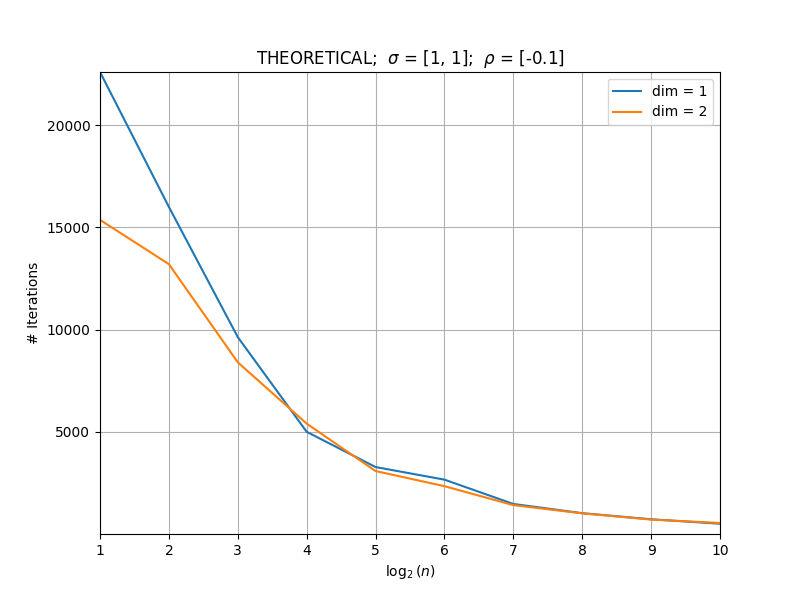 THEORETICAL; σ = [1, 1]; ρ = [-0.1]
dim = 1
dim = 2
20000
15000
10000
5000
# Iterations
1 2 3 4 5 6 7 8 9 10
log₂ (n)